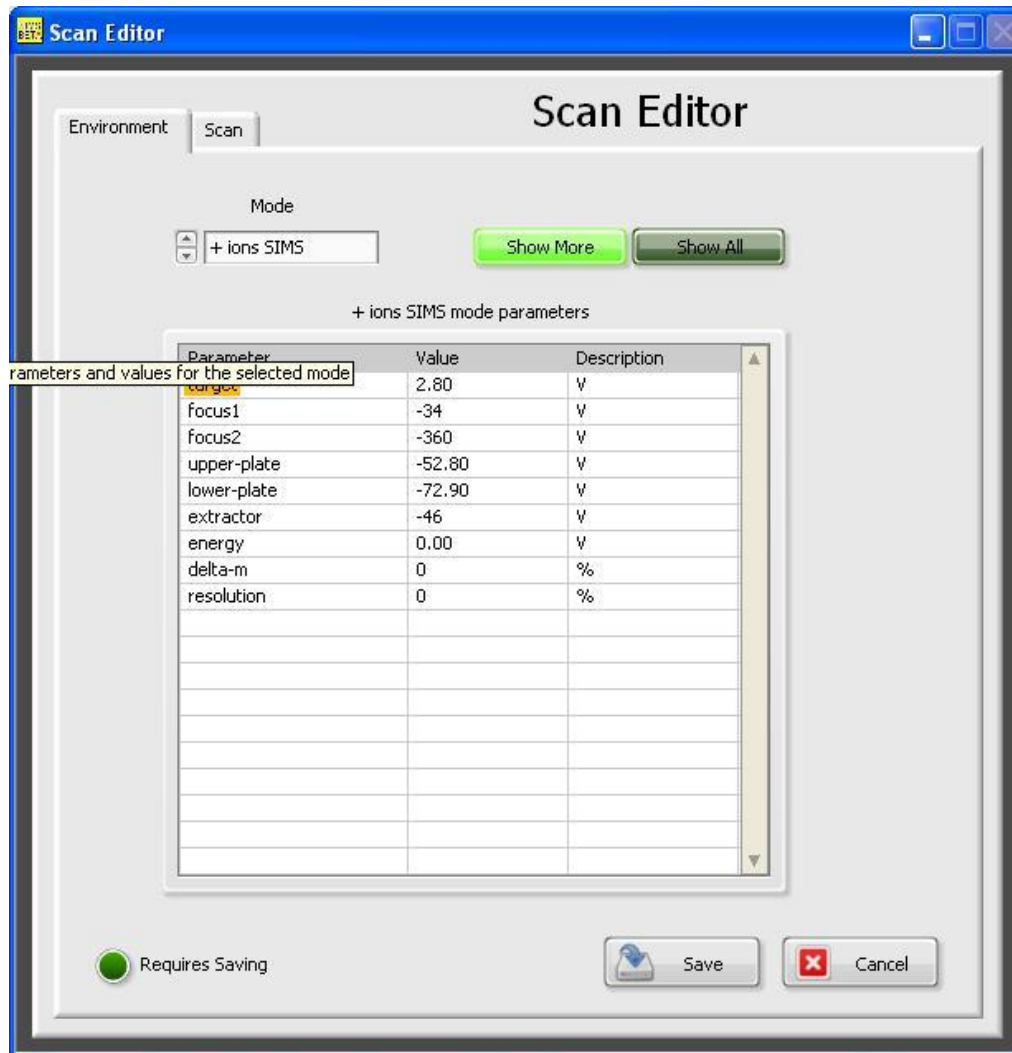 Scan Editor
Scan Editor
Environment
Scan
Mode
+ ions SIMS
Show More
Show All
+ ions SIMS mode parameters
Parameter Value Description
rameters and values for the selected mode
target 2.80 V
focus1 -34 V
focus2 -360 V
upper-plate -52.80 V
lower-plate -72.90 V
extractor -46 V
energy 0.00 V
delta-m 0 %
resolution 0 %
Requires Saving
Save
Cancel